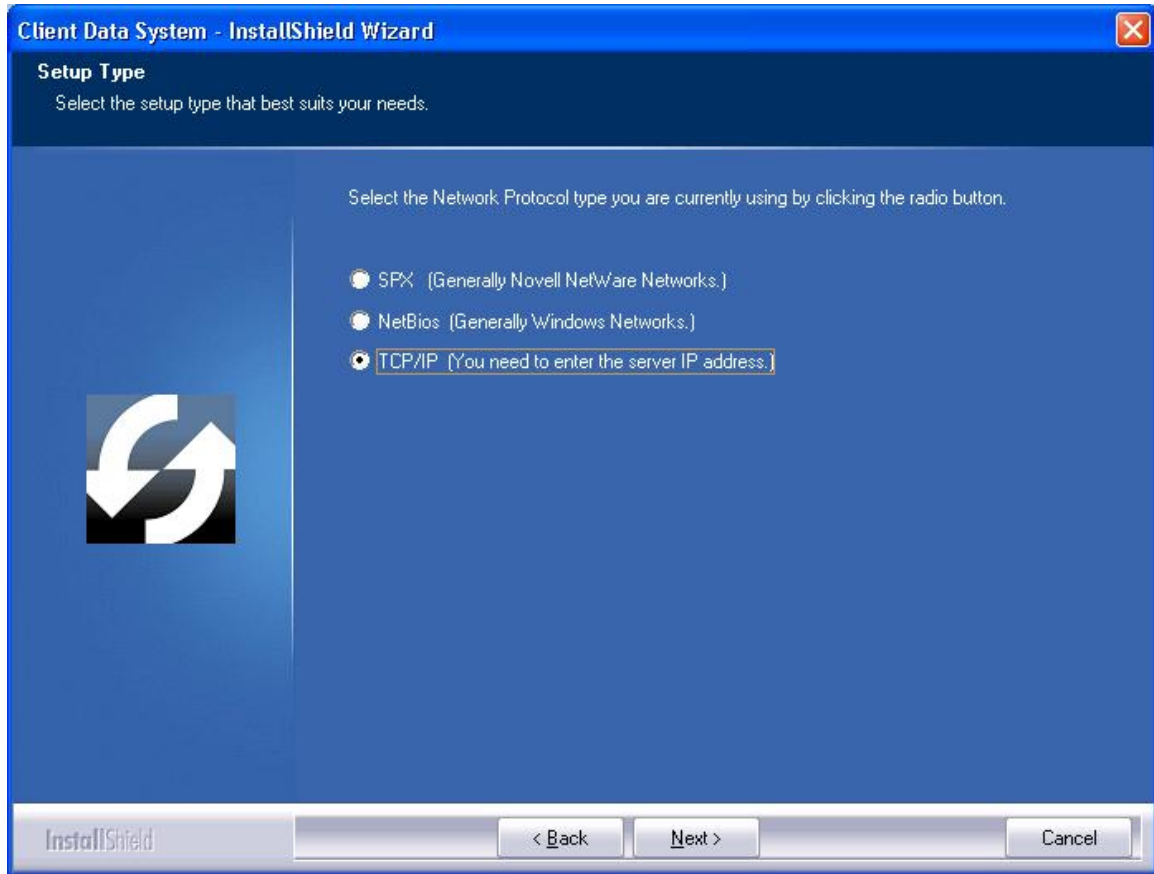 Client Data System - InstallShield Wizard
Setup Type
Select the setup type that best suits your needs.
Select the Network Protocol type you are currently using by clicking the radio button.
SPX (Generally Novell NetWare Networks.)
NetBios (Generally Windows Networks.)
TCP/IP (You need to enter the server IP address.)
InstallShield
< Back
Next >
Cancel